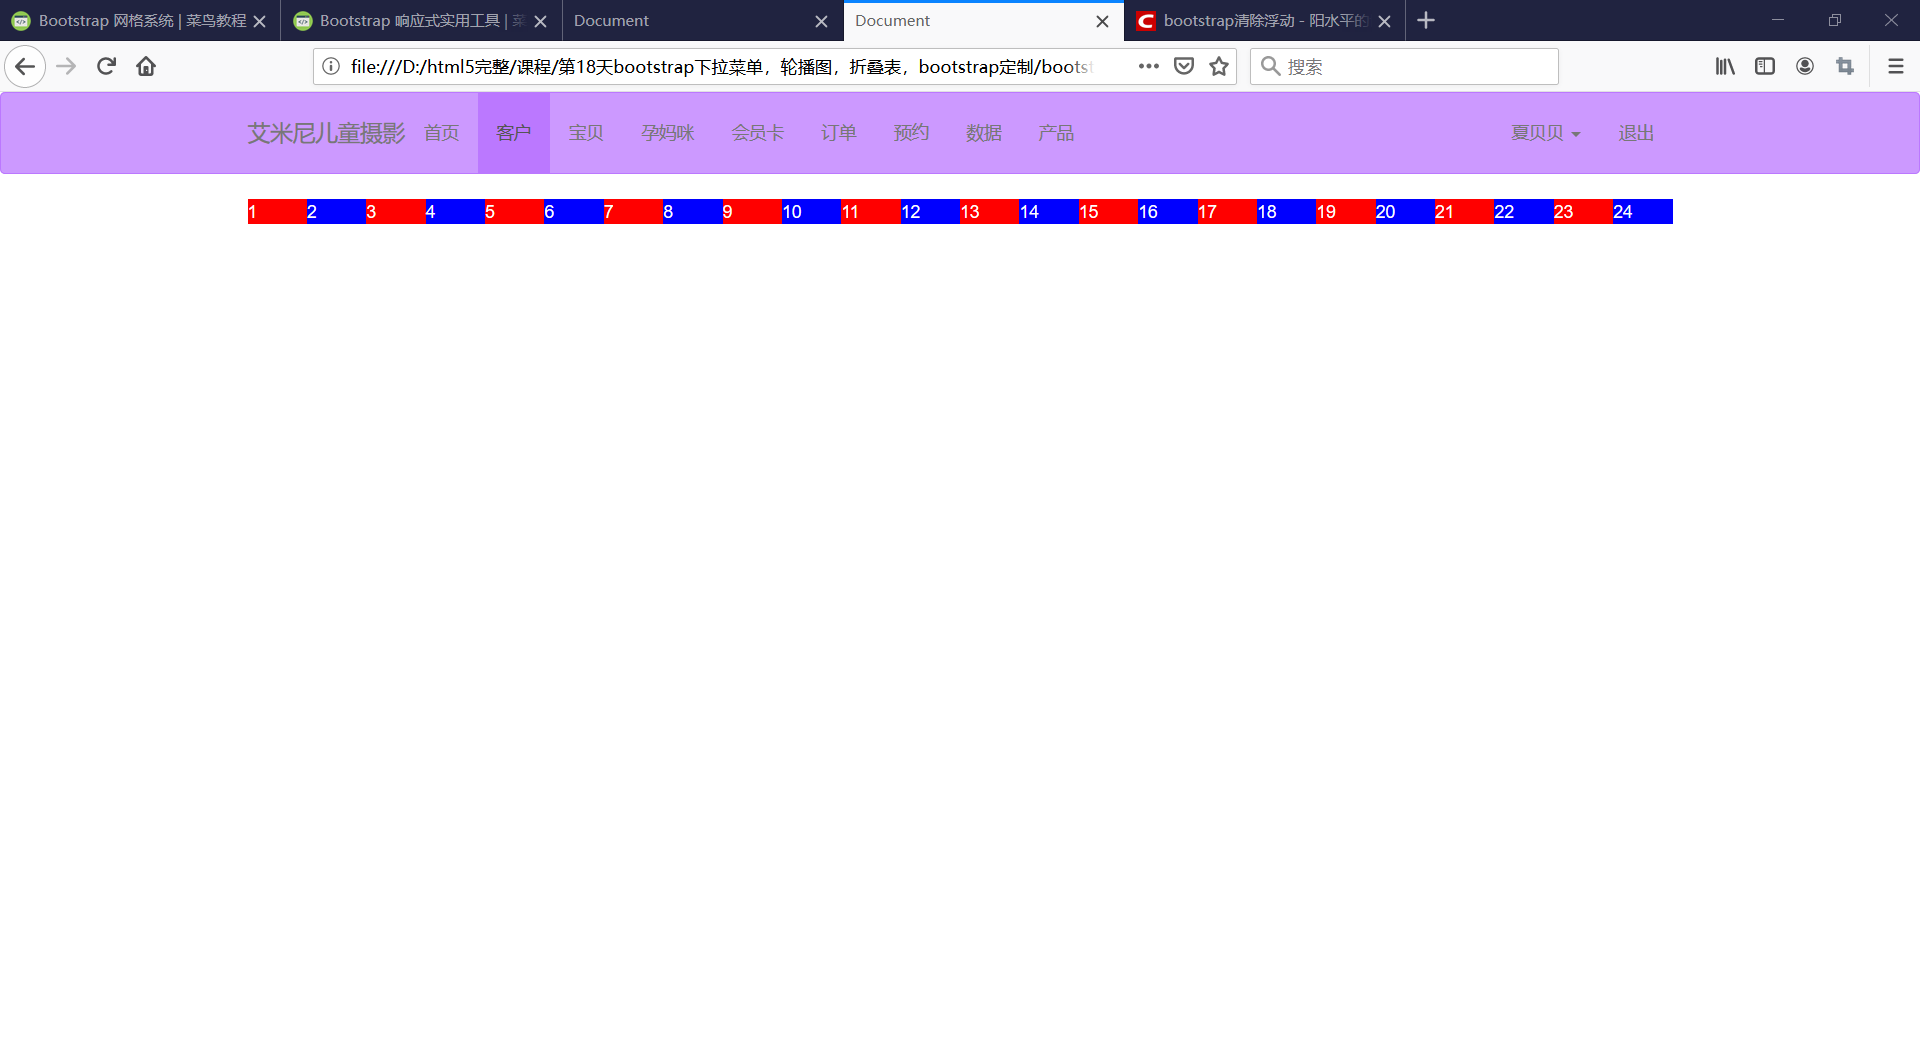 Bootstrap 网格系统 | 菜鸟教程
Bootstrap 响应式实用工具 |
Document
Document
bootstrap清除浮动 - 阳水平的
file:///D:/html5完整/课程/第18天bootstrap下拉菜单，轮播图，折叠表，bootstrap定制/boots
搜索
艾米尼儿童摄影 首页 客户 宝贝 孕妈咪 会员卡 订单 预约 数据 产品 夏贝贝 退出
1 2 3 4 5 6 7 8 9 10 11 12 13 14 15 16 17 18 19 20 21 22 23 24